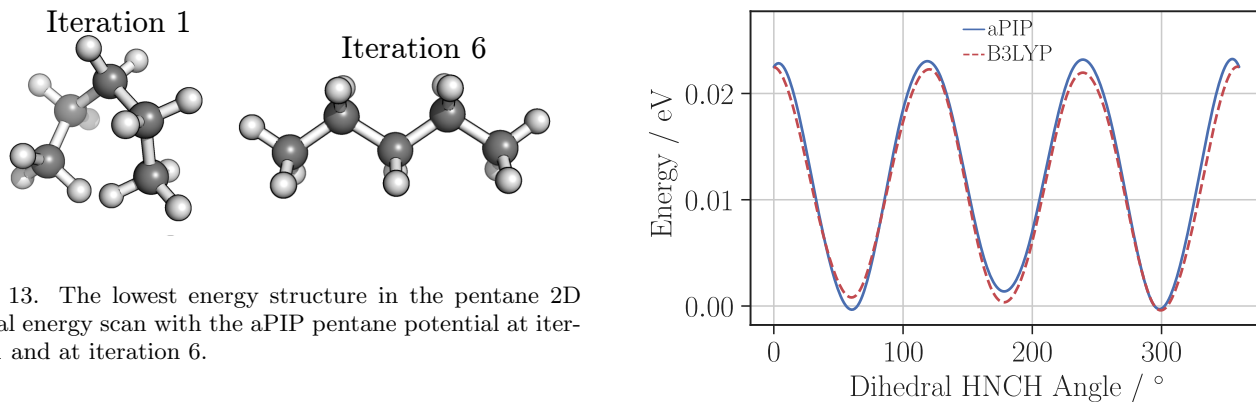 Iteration 1
Iteration 6
13. The lowest energy structure in the pentane 2D
al energy scan with the aPIP pentane potential at iter-
and at iteration 6.
aPIP
B3LYP
Energy / eV
0.02
0.01
0.00
0
100
200
300
Dihedral HNCH Angle / °